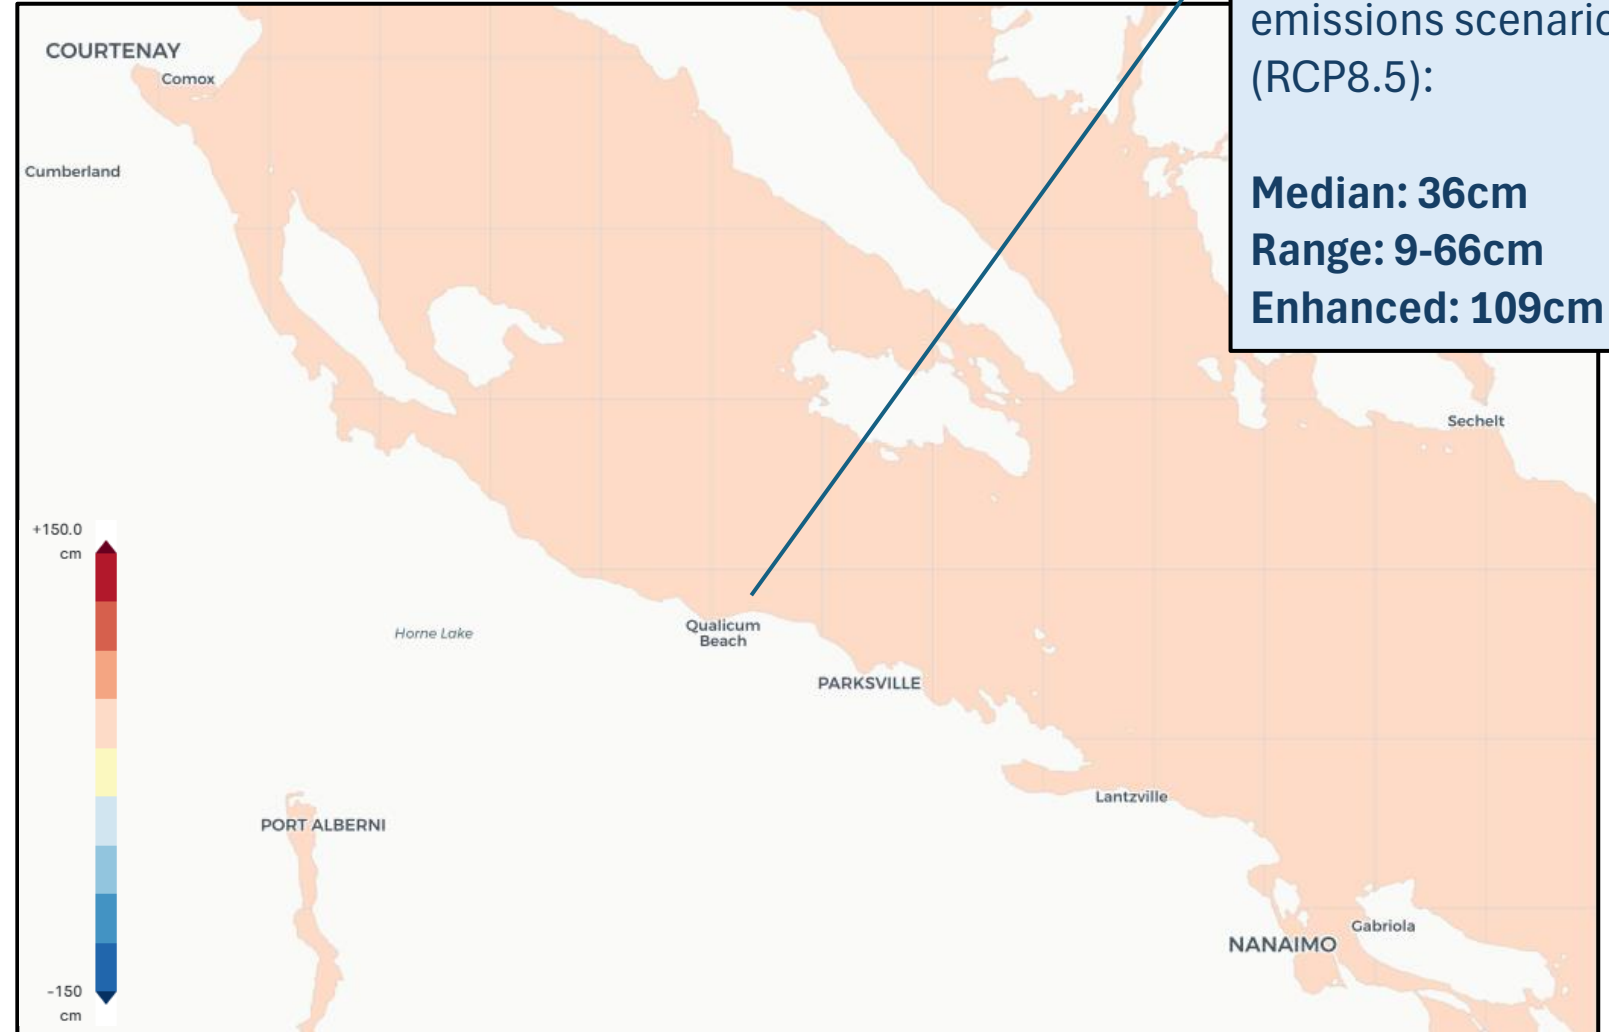 emissions scenario
(RCP8.5):
Median: 36cm
Range: 9-66cm
Enhanced: 109cm
COURTENAY
Comox
Cumberland
Sechelt
+150.0
cm
Horne Lake
Qualicum
Beach
PARKSVILLE
Lantzville
PORT ALBERNI
Gabriola
NANAIMO
-150
cm